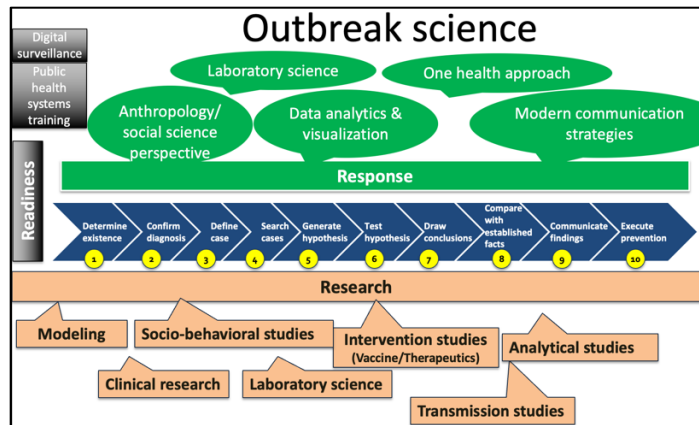 Outbreak science
Digital
surveillance
Public
health
systems
training
Laboratory science
One health approach
Anthropology/
social science
perspective
Data analytics &
visualization
Modern communication
strategies
Readiness
Response
Determine
existence
1
Confirm
diagnosis
2
Define
case
3
Search
cases
4
Generate
hypothesis
5
Test
hypothesis
6
Draw
conclusions
7
Compare
with
established
facts
8
Communicate
findings
9
Execute
prevention
10
Research
Modeling
Socio-behavioral studies
Intervention studies
(Vaccine/Therapeutics)
Analytical studies
Clinical research
Laboratory science
Transmission studies